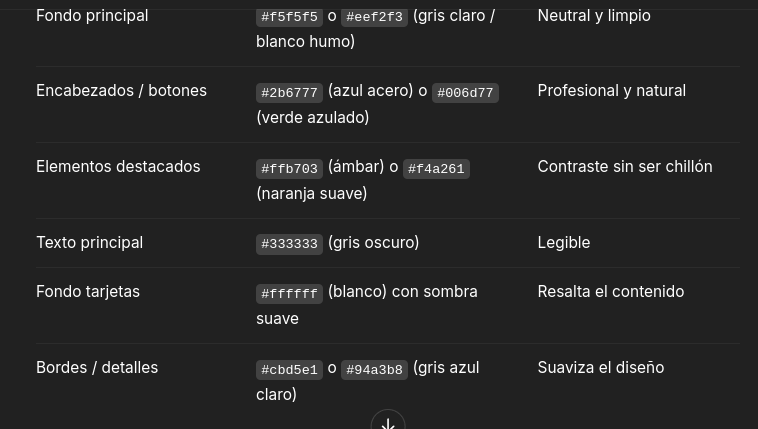 Fondo principal #f5f5f5 o #eef2f3 (gris claro / Neutral y limpio
blanco humo)
Encabezados / botones #2b6777 (azul acero) o #006d77 Profesional y natural
(verde azulado)
Elementos destacados #ffb703 (ámbar) o #f4a261 Contraste sin ser chillón
(naranja suave)
Texto principal #333333 (gris oscuro) Legible
Fondo tarjetas #ffffff (blanco) con sombra Resalta el contenido
suave
Bordes / detalles #cbd5e1 o #94a3b8 (gris azul Suaviza el diseño
claro)